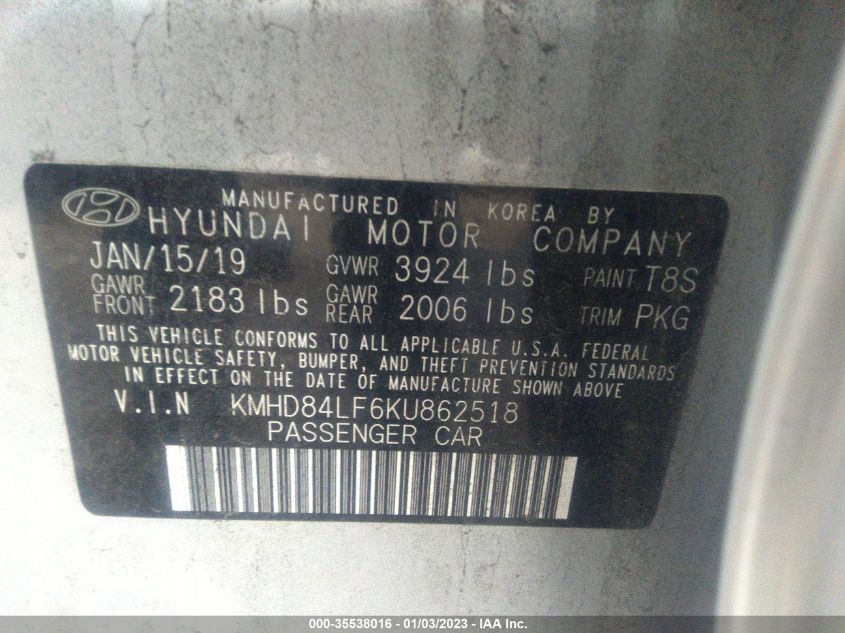 MANUFACTURED IN KOREA BY
HYUNDAI MOTOR COMPANY
JAN/15/19 GVWR 3924 lbs PAINT T8S
GAWR FRONT 2183 lbs GAWR REAR 2006 lbs TRIM PKG
THIS VEHICLE CONFORMS TO ALL APPLICABLE U.S.A. FEDERAL
MOTOR VEHICLE SAFETY, BUMPER, AND THEFT PREVENTION STANDARDS
IN EFFECT ON THE DATE OF MANUFACTURE SHOWN ABOVE
V.I.N KMHD84LF6KU862518
PASSENGER CAR
000-35538016 - 01/03/2023 - IAA Inc.